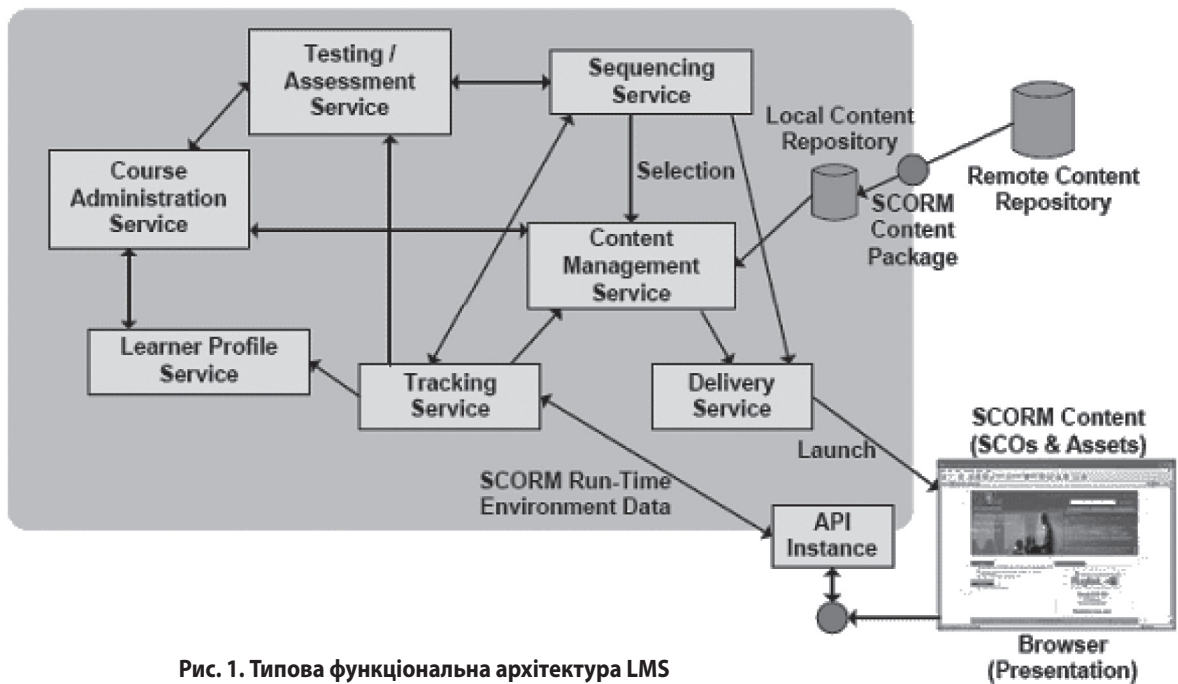 Testing /
Assessment
Service
Sequencing
Service
Local Content
Repository
Remote Content
Repository
SCORM
Content
Package
Selection
Course
Administration
Service
Content
Management
Service
Learner Profile
Service
Tracking
Service
Delivery
Service
Launch
SCORM Content
(SCOs & Assets)
SCORM Run-Time
Environment Data
API
Instance
Browser
(Presentation)
Рис. 1. Типова функціональна архітектура LMS